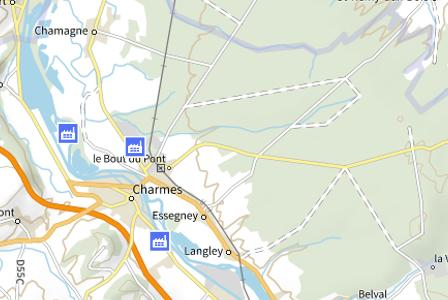 Chamagne
le Bout du Pont
Charmes
Essegney
Langley
D55C
Belval